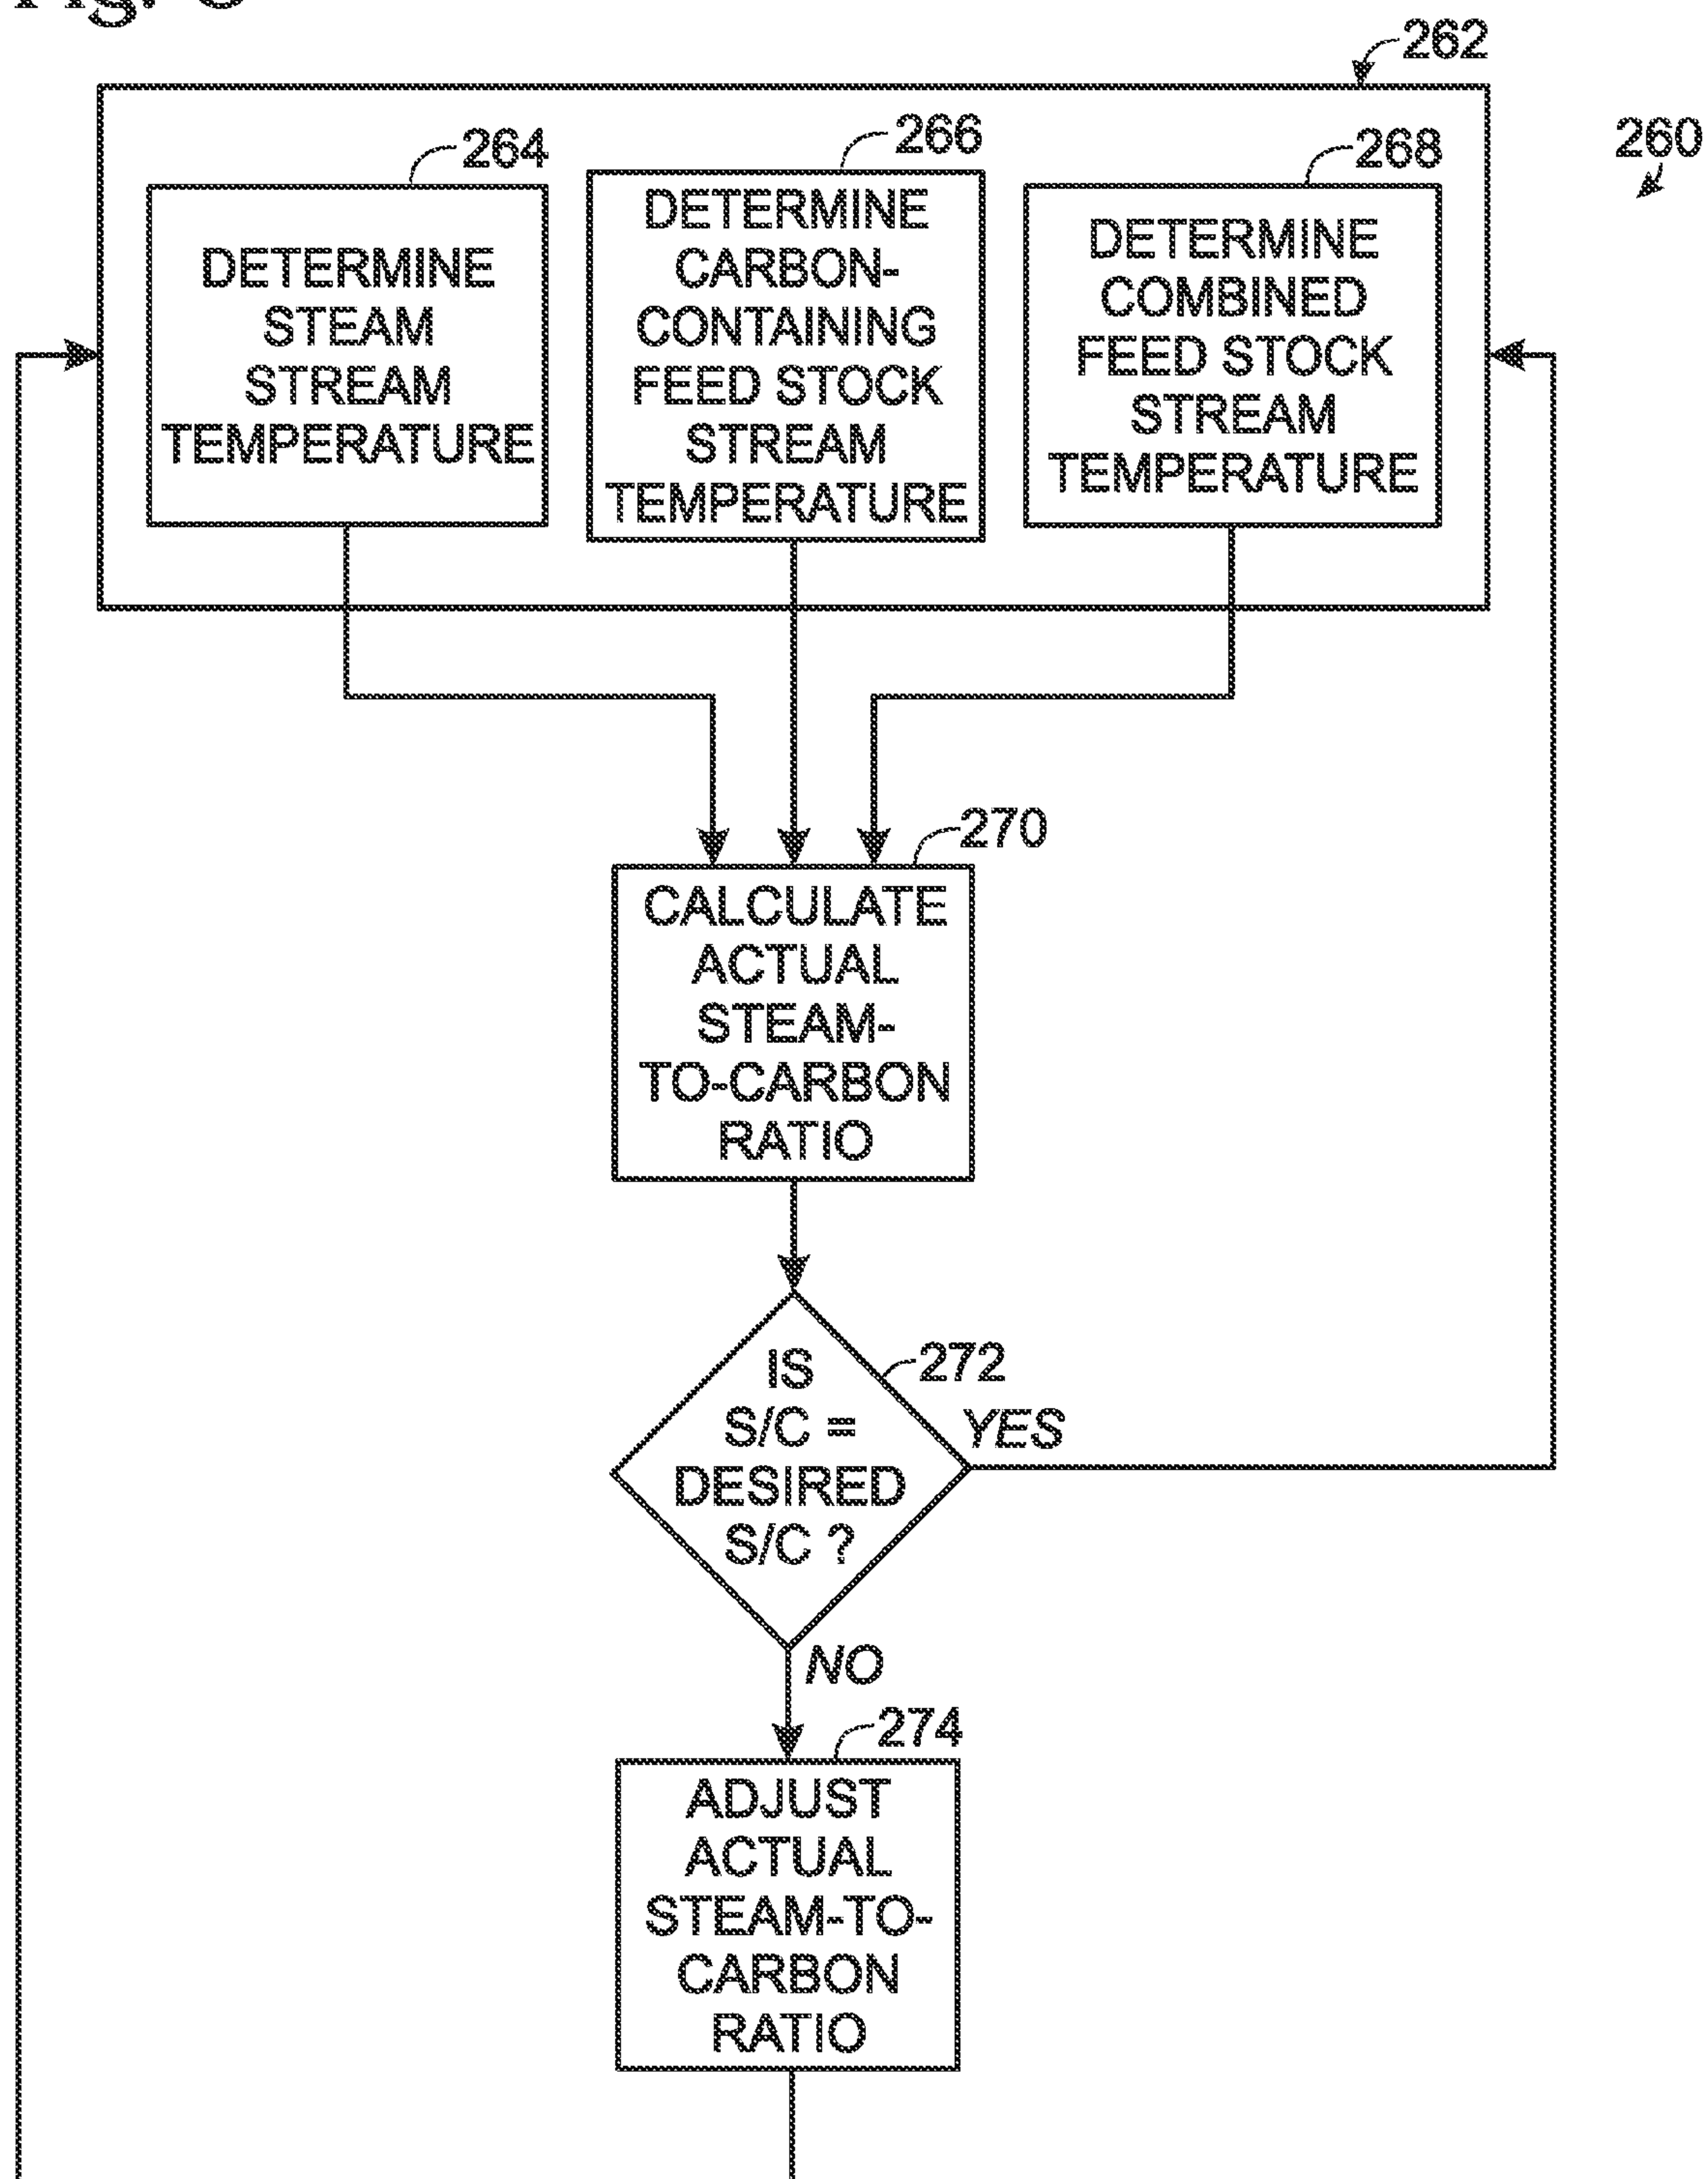 262
260
264
DETERMINE
STEAM
STREAM
TEMPERATURE
266
DETERMINE
CARBON-
CONTAINING
FEED STOCK
STREAM
TEMPERATURE
268
DETERMINE
COMBINED
FEED STOCK
STREAM
TEMPERATURE
270
CALCULATE
ACTUAL
STEAM-
TO-CARBON
RATIO
272
IS
S/C =
DESIRED
S/C ?
YES
NO
274
ADJUST
ACTUAL
STEAM-TO-
CARBON
RATIO